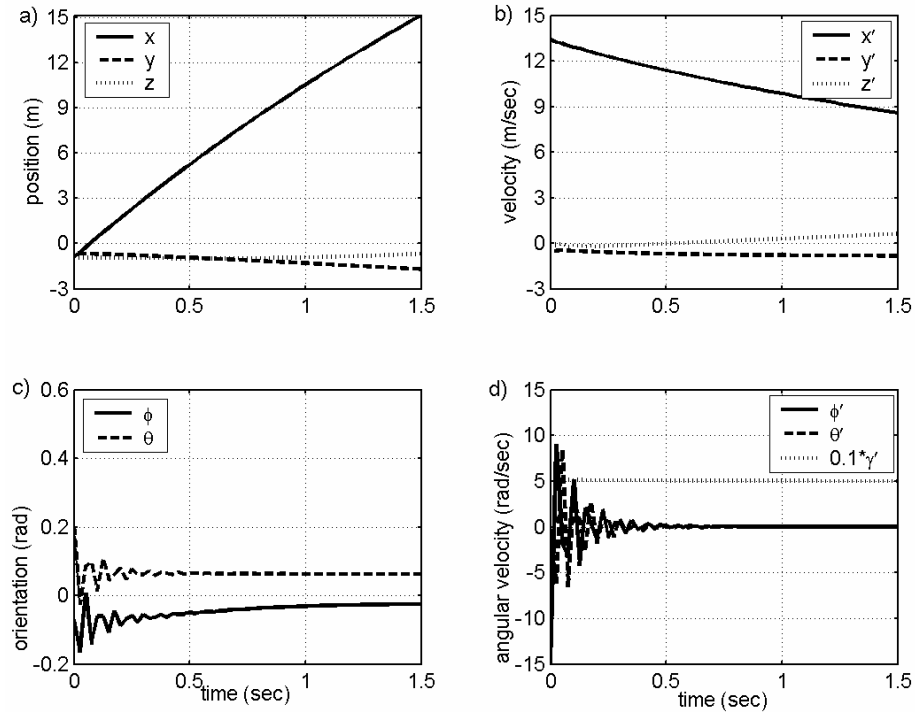 a)
15
12
9
6
3
0
-3
position (m)
x
y
z
0
0.5
1
1.5
b)
15
12
9
6
3
0
-3
velocity (m/sec)
x′
y′
z′
0
0.5
1
1.5
c)
0.6
0.4
0.2
0
-0.2
orientation (rad)
ϕ
θ
0
0.5
1
1.5
time (sec)
d)
15
10
5
0
-5
-10
-15
angular velocity (rad/sec)
ϕ′
θ′
0.1*γ′
0
0.5
1
1.5
time (sec)